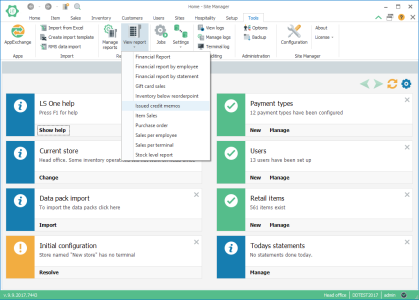 Home - Site Manager
Home Item Sales Inventory Customers Users Sites Hospitality Setup Tools
AppExchange
Import from Excel
Create import template
RMS data import
Manage reports
View report
Jobs
Settings
View logs
Manage logs
Terminal log
Options
Backup
Configuration
About
License
Apps
Import
Administration
Site Manager
Financial Report
Financial report by employee
Financial report by statement
Gift card sales
Inventory below reorderpoint
Issued credit memos
Item Sales
Purchase order
Sales per employee
Sales per terminal
Stock level report
LS One help
Press F1 for help
Show help
Payment types
12 payment types have been configured
New Manage
Current store
Head office. Some inventory operations
Change
Users
13 users have been set up
New Manage
Data pack import
To import the data packs click here
Import
Retail items
561 items exist
New Manage
Initial configuration
Store named "New store" has no terminal
Resolve
Todays statements
No statements done today.
Manage
head office
admin